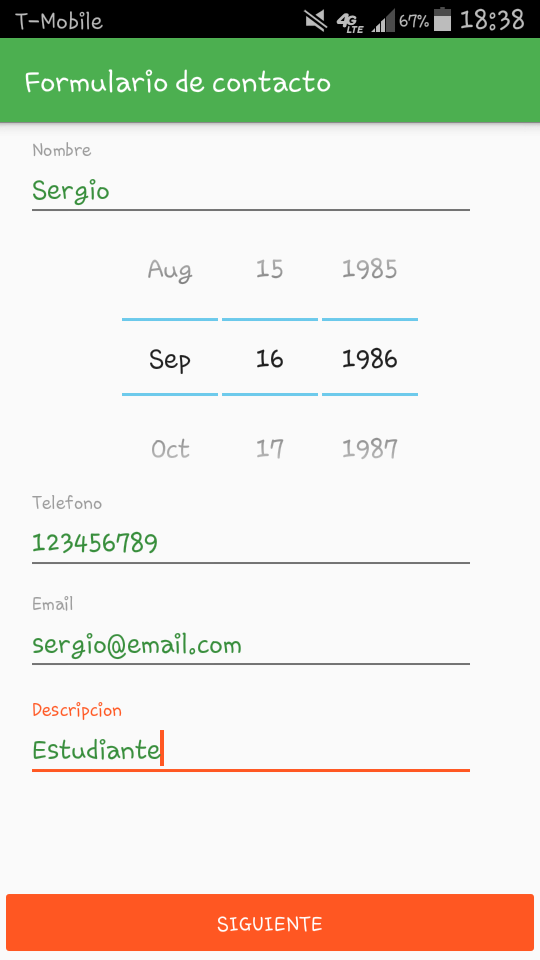 T-Mobile 4G LTE 67% 18:38
Formulario de contacto
Nombre
Sergio
Aug 15 1985
Sep 16 1986
Oct 17 1987
Telefono
123456789
Email
sergio@email.com
Descripcion
Estudiante
SIGUIENTE